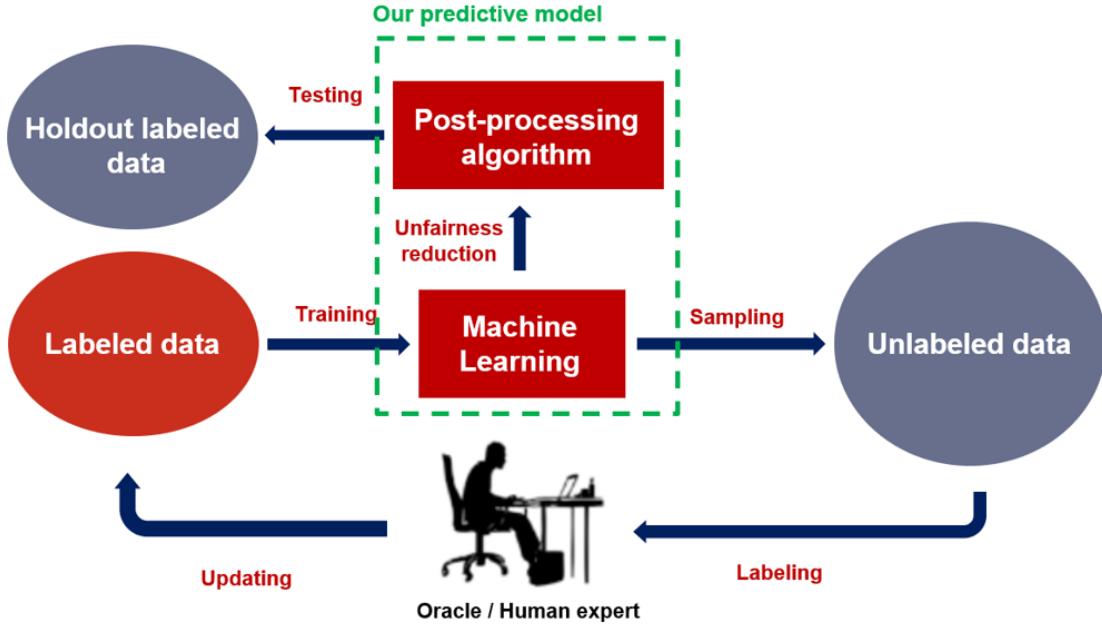 Our predictive model
Testing
Post-processing
algorithm
Holdout labeled
data
Unfairness
reduction
Labeled data
Training
Machine
Learning
Sampling
Unlabeled data
Updating
Labeling
Oracle / Human expert